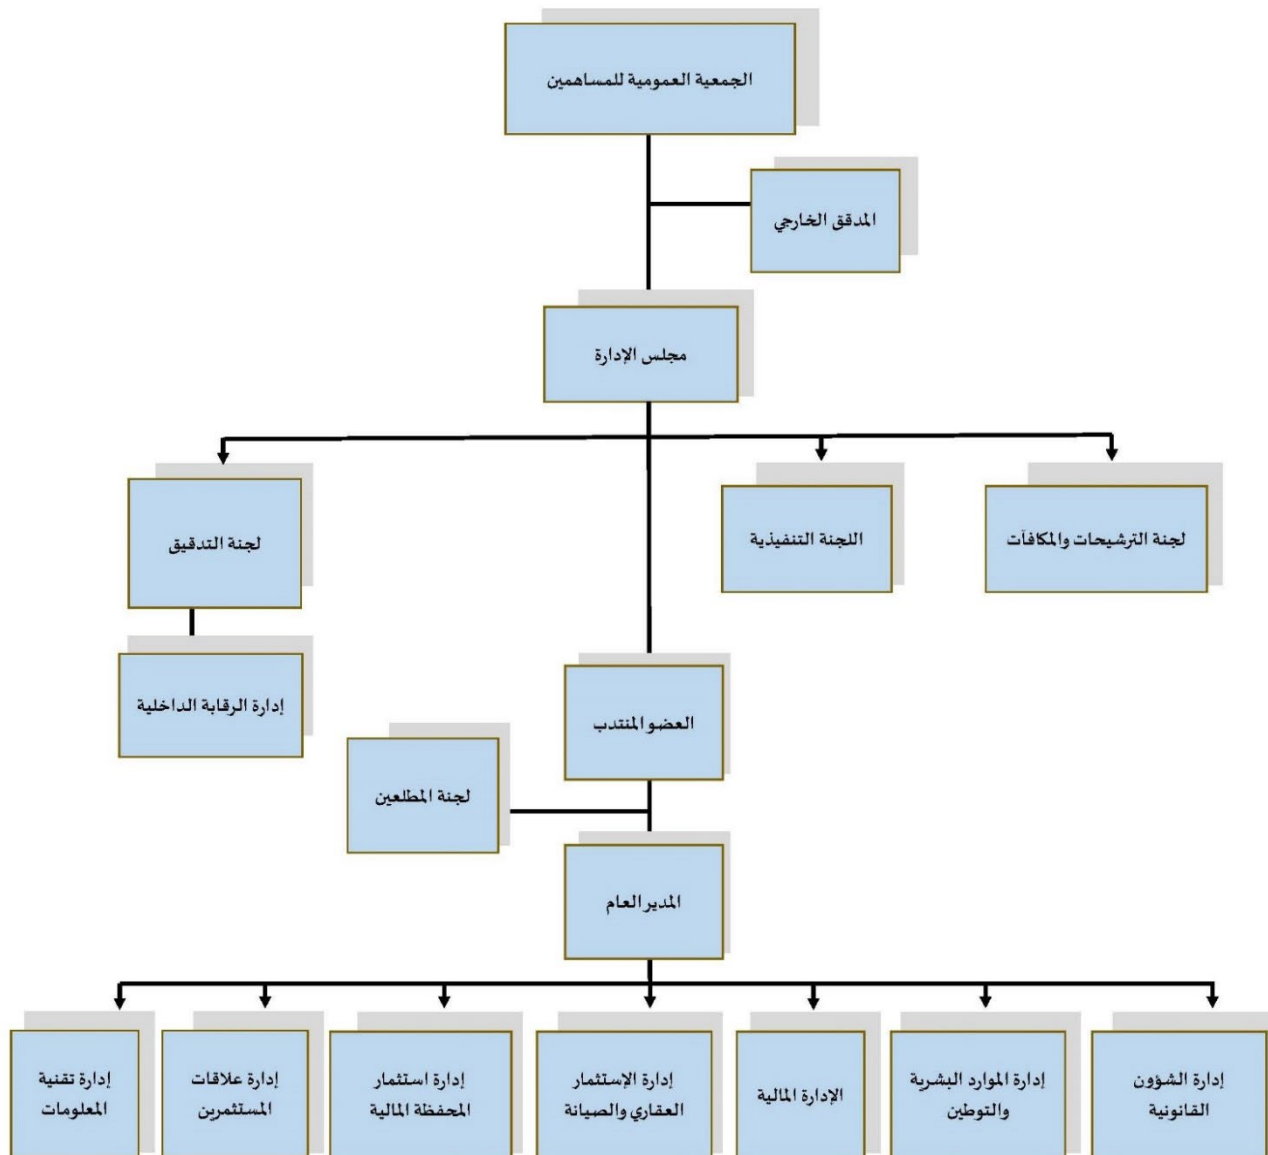 الجمعية العمومية للمساهمين
المدقق الخارجي
مجلس الإدارة
لجنة الترشيحات والمكافآت
اللجنة التنفيذية
لجنة التدقيق
إدارة الرقابة الداخلية
العضو المنتدب
لجنة المطلعين
المدير العام
إدارة الشؤون
القانونية
إدارة الموارد البشرية
والتوطين
الإدارة المالية
إدارة الإستثمار
العقاري والصيانة
إدارة استثمار
المحفظة المالية
إدارة علاقات
المستثمرين
إدارة تقنية
المعلومات